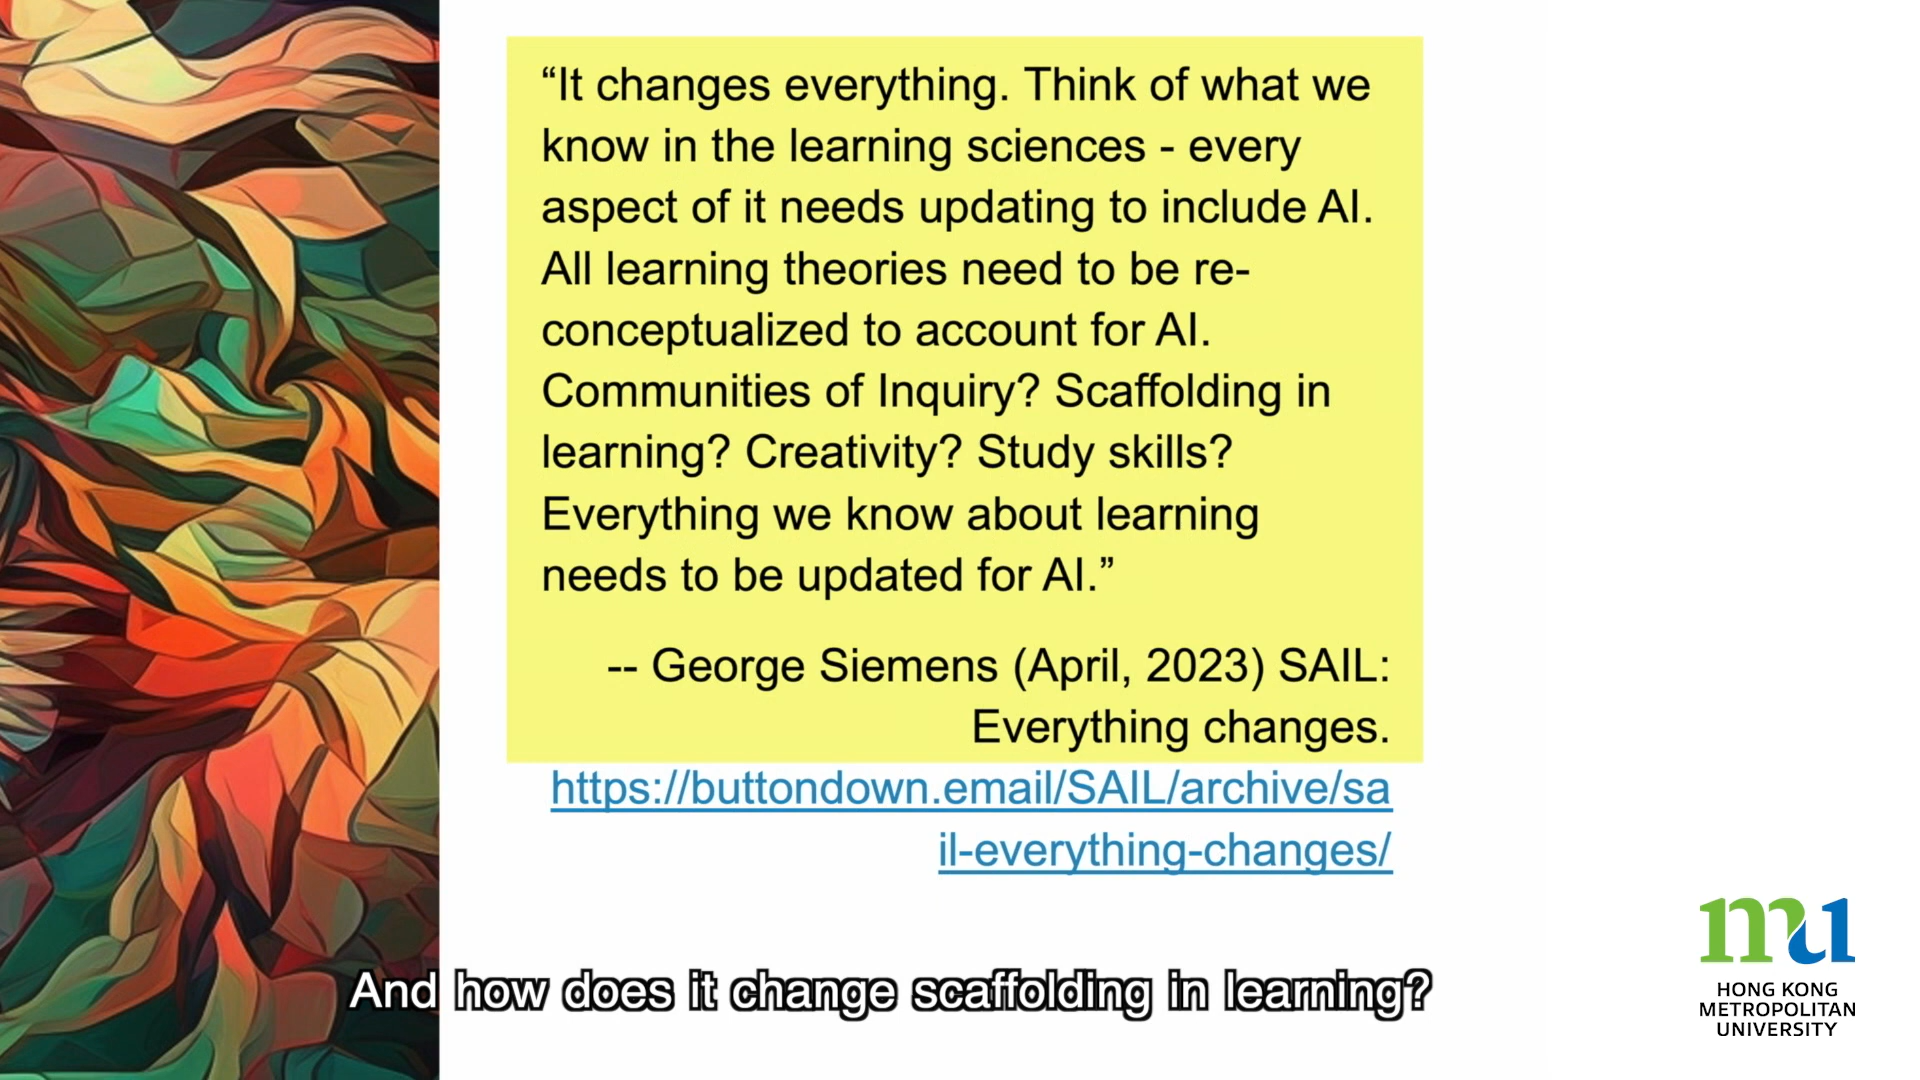 “It changes everything. Think of what we
know in the learning sciences - every
aspect of it needs updating to include AI.
All learning theories need to be re-
conceptualized to account for AI.
Communities of Inquiry? Scaffolding in
learning? Creativity? Study skills?
Everything we know about learning
needs to be updated for AI.”
-- George Siemens (April, 2023) SAIL:
Everything changes.
https://buttondown.email/SAIL/archive/sa
il-everything-changes/
And how does it change scaffolding in learning?
mu
HONG KONG
METROPOLITAN
UNIVERSITY